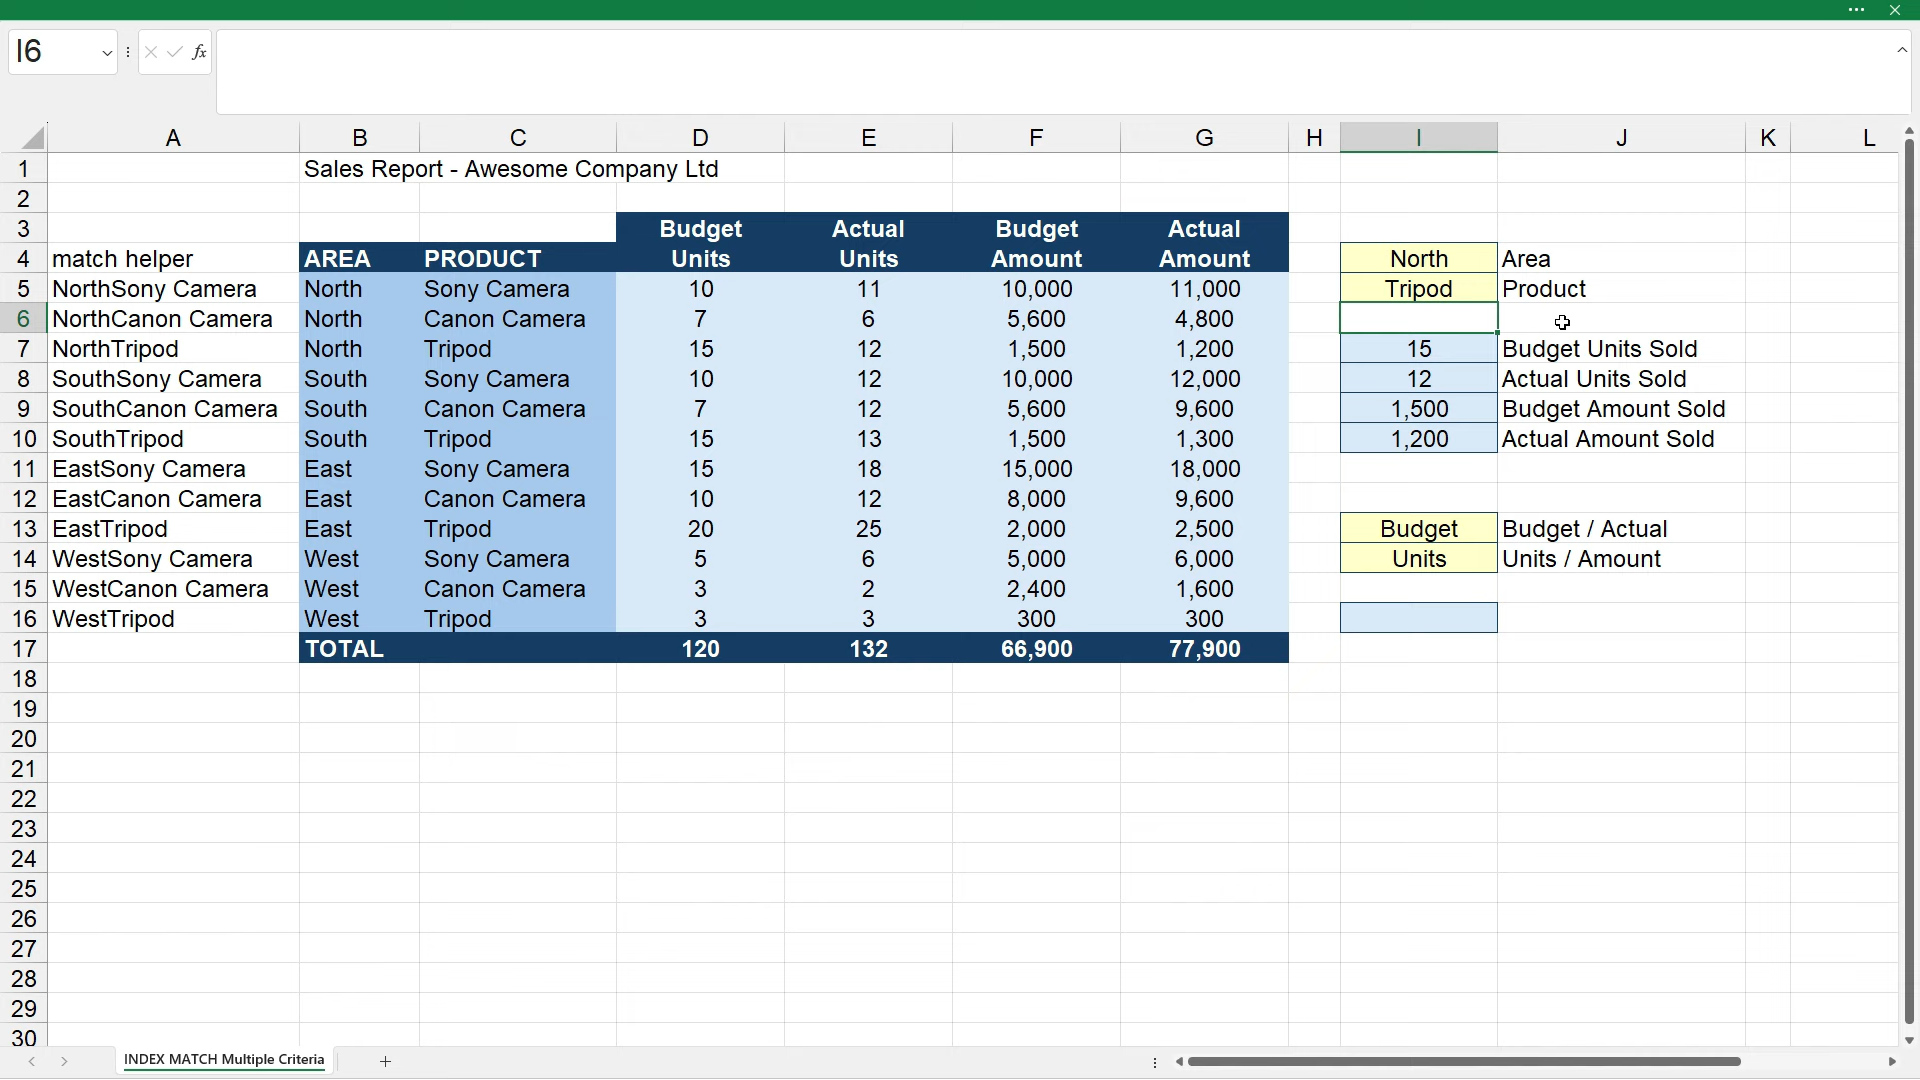 I6
fx
A B C D E F G H I J K L
1 Sales Report - Awesome Company Ltd
2
3 Budget Actual Budget Actual
4 match helper AREA PRODUCT Units Units Amount Amount North Area
5 NorthSony Camera North Sony Camera 10 11 10,000 11,000 Tripod Product
6 NorthCanon Camera North Canon Camera 7 6 5,600 4,800
7 NorthTripod North Tripod 15 12 1,500 1,200 15 Budget Units Sold
8 SouthSony Camera South Sony Camera 10 12 10,000 12,000 12 Actual Units Sold
9 SouthCanon Camera South Canon Camera 7 12 5,600 9,600 1,500 Budget Amount Sold
10 SouthTripod South Tripod 15 13 1,500 1,300 1,200 Actual Amount Sold
11 EastSony Camera East Sony Camera 15 18 15,000 18,000
12 EastCanon Camera East Canon Camera 10 12 8,000 9,600
13 EastTripod East Tripod 20 25 2,000 2,500 Budget Budget / Actual
14 WestSony Camera West Sony Camera 5 6 5,000 6,000 Units Units / Amount
15 WestCanon Camera West Canon Camera 3 2 2,400 1,600
16 WestTripod West Tripod 3 3 300 300
17 TOTAL 120 132 66,900 77,900
18
19
20
21
22
23
24
25
26
27
28
29
30
INDEX MATCH Multiple Criteria